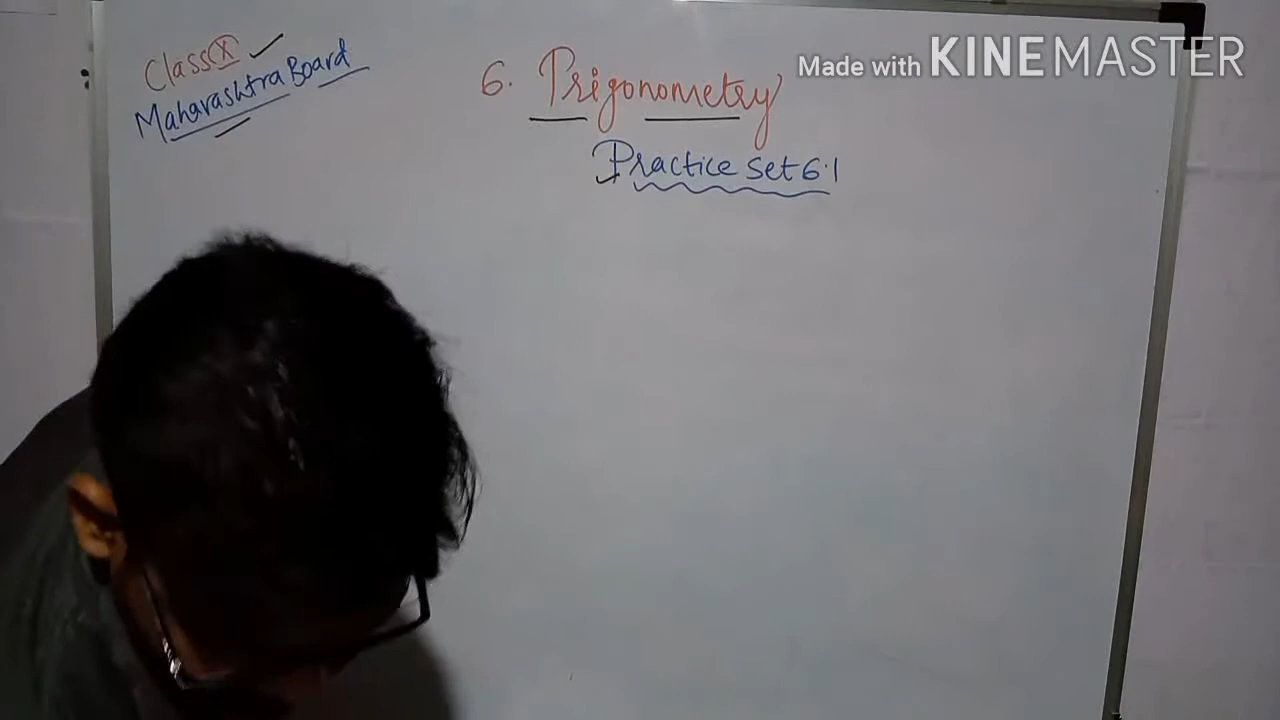 Class X
Maharashtra Board
6. Trigonometry
Practice set 6.1
Made with KINEMASTER